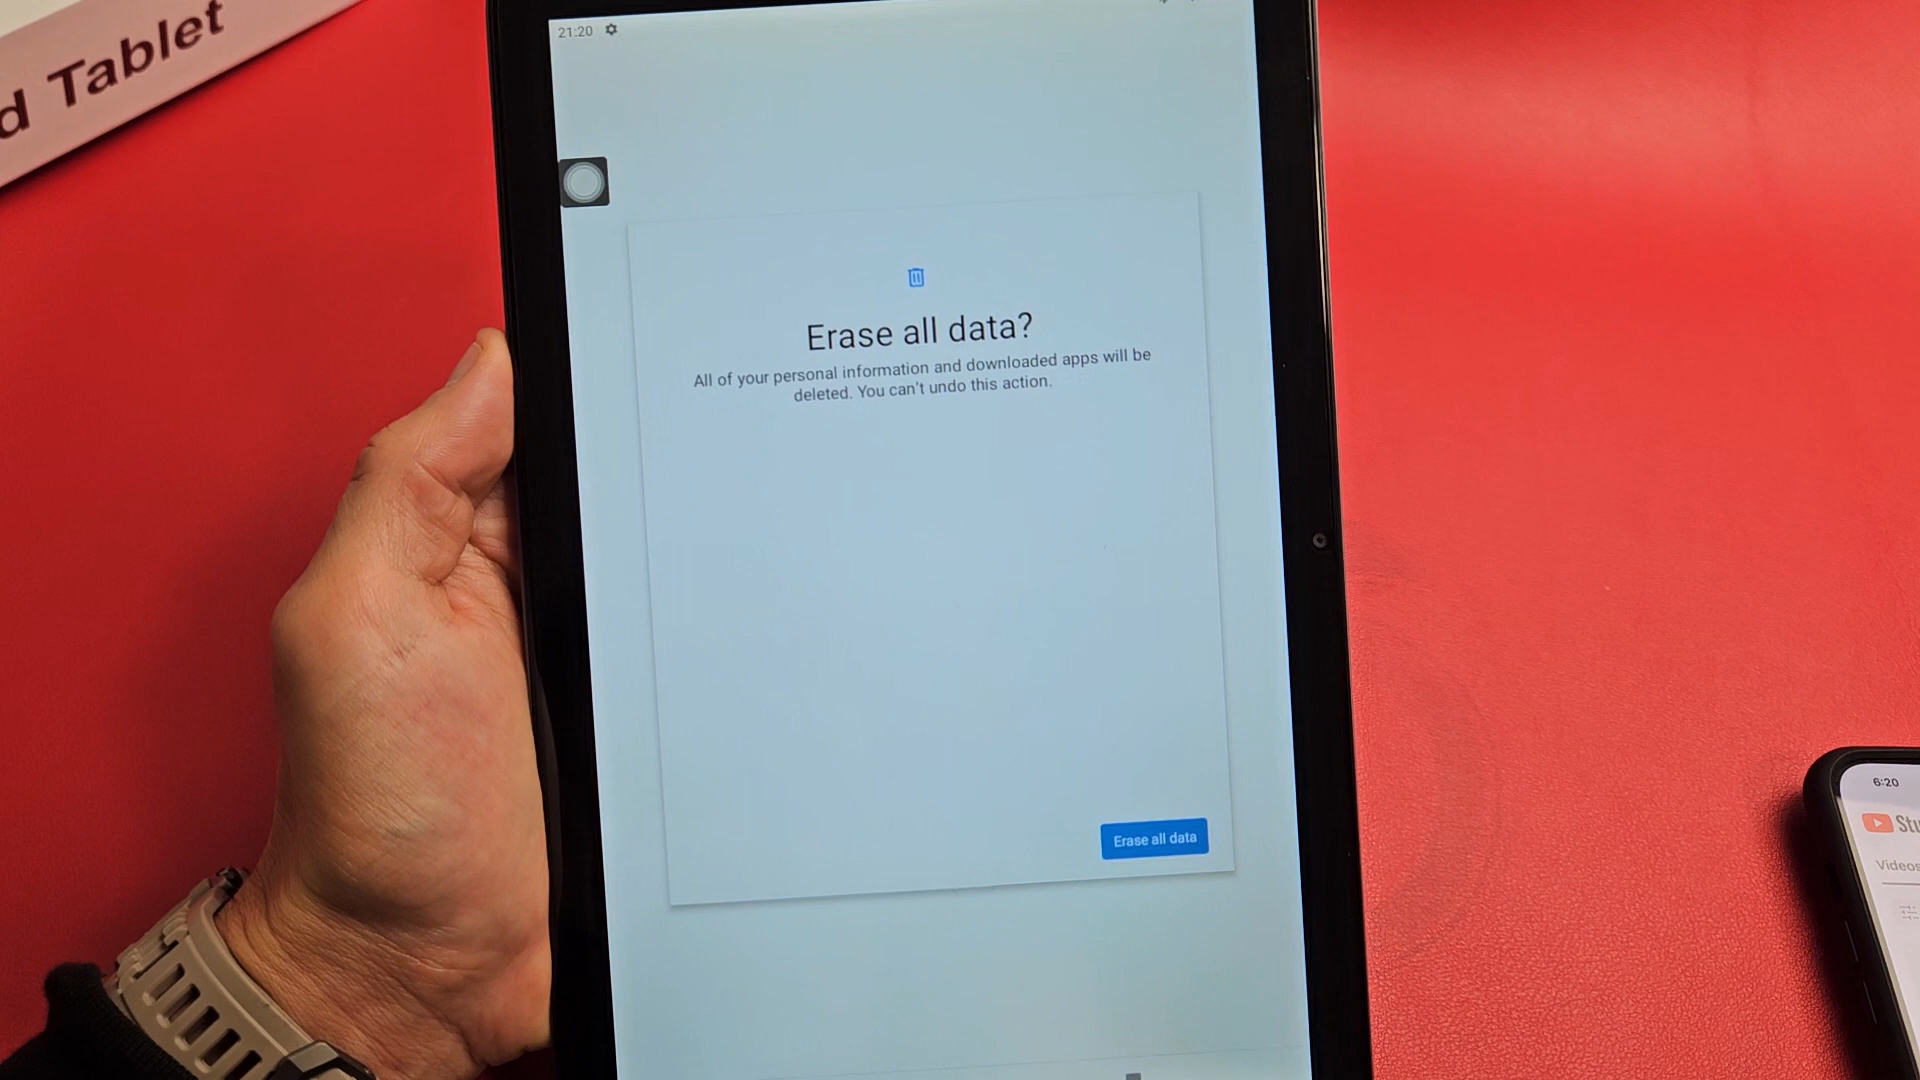 d Tablet
21:20
Erase all data?
All of your personal information and downloaded apps will be
deleted. You can't undo this action.
Erase all data
6:20
Stu
Videos